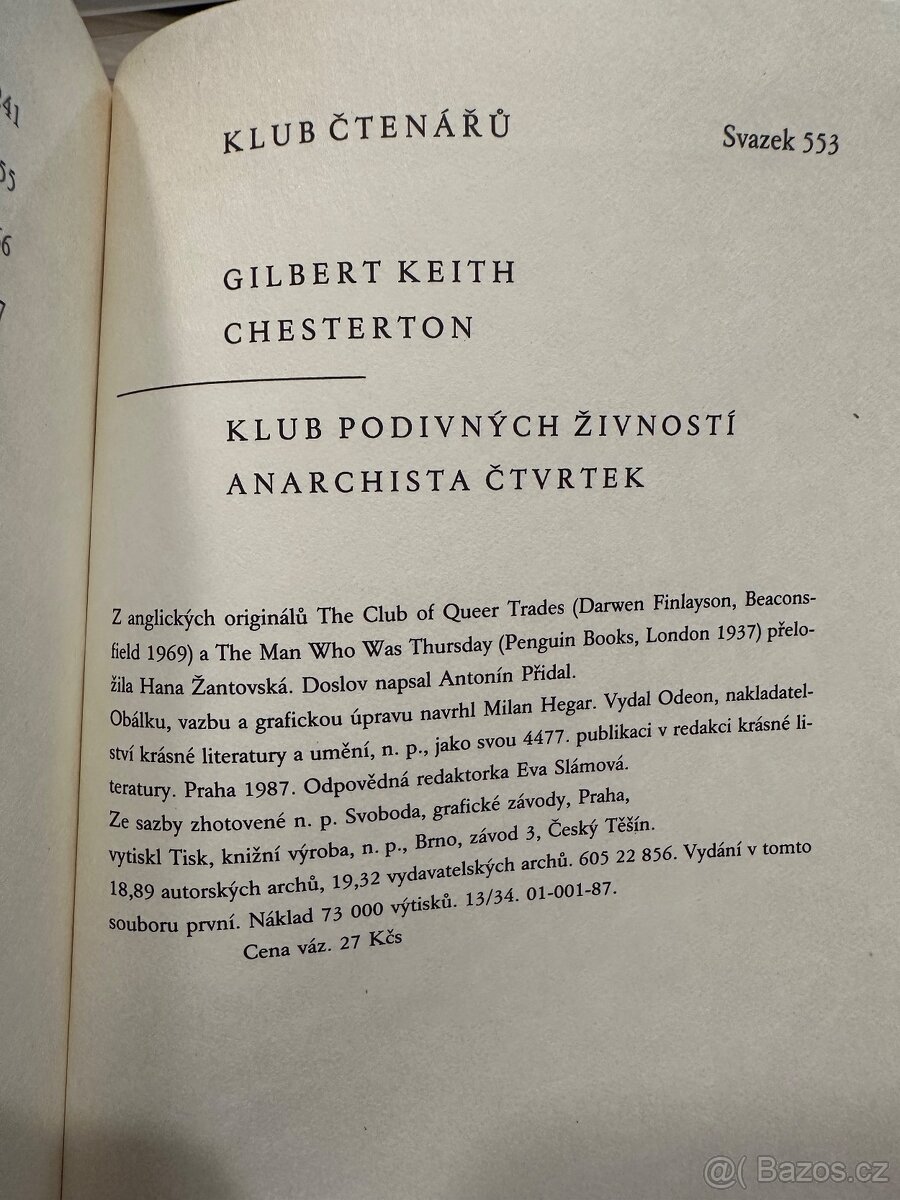 241
55
KLUB ČTENÁŘŮ
Svazek 553
GILBERT KEITH
CHESTERTON
KLUB PODIVNÝCH ŽIVNOSTÍ
ANARCHISTA ČTVRTEK
Z anglických originálů The Club of Queer Trades (Darwen Finlayson, Beacons-
field 1969) a The Man Who Was Thursday (Penguin Books, London 1937) přelo-
žila Hana Žantovská. Doslov napsal Antonín Přidal.
Obálku, vazbu a grafickou úpravu navrhl Milan Hegar. Vydal Odeon, nakladatel-
ství krásné literatury a umění, n. p., jako svou 4477. publikaci v redakci krásné li-
teratury. Praha 1987. Odpovědná redaktorka Eva Slámová.
Ze sazby zhotovené n. p. Svoboda, grafické závody, Praha,
vytiskl Tisk, knižní výroba, n. p., Brno, závod 3, Český Těšín.
18,89 autorských archů, 19,32 vydavatelských archů. 605 22 856. Vydání v tomto
souboru první. Náklad 73 000 výtisků. 13/34. 01-001-87.
Cena váz. 27 Kčs
@( Bazos.cz